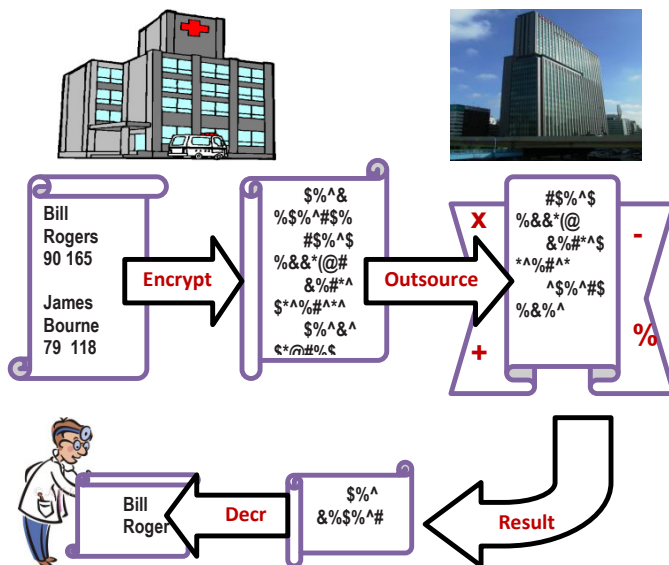 Bill
Rogers
90 165
James
Bourne
79 118
Encrypt
$%^&
%$%^#$%
#$%^$
%&&*(@#
&%#*^
$*^%#^*^
$%^&^
$*@#%$
Outsource
x
-
+
%
#$%^$
%&&*(@
&%#*^$
*^%#^*
^$%^#$
%&%^
Bill
Roger
Decr
$%^
&%$%^#
Result